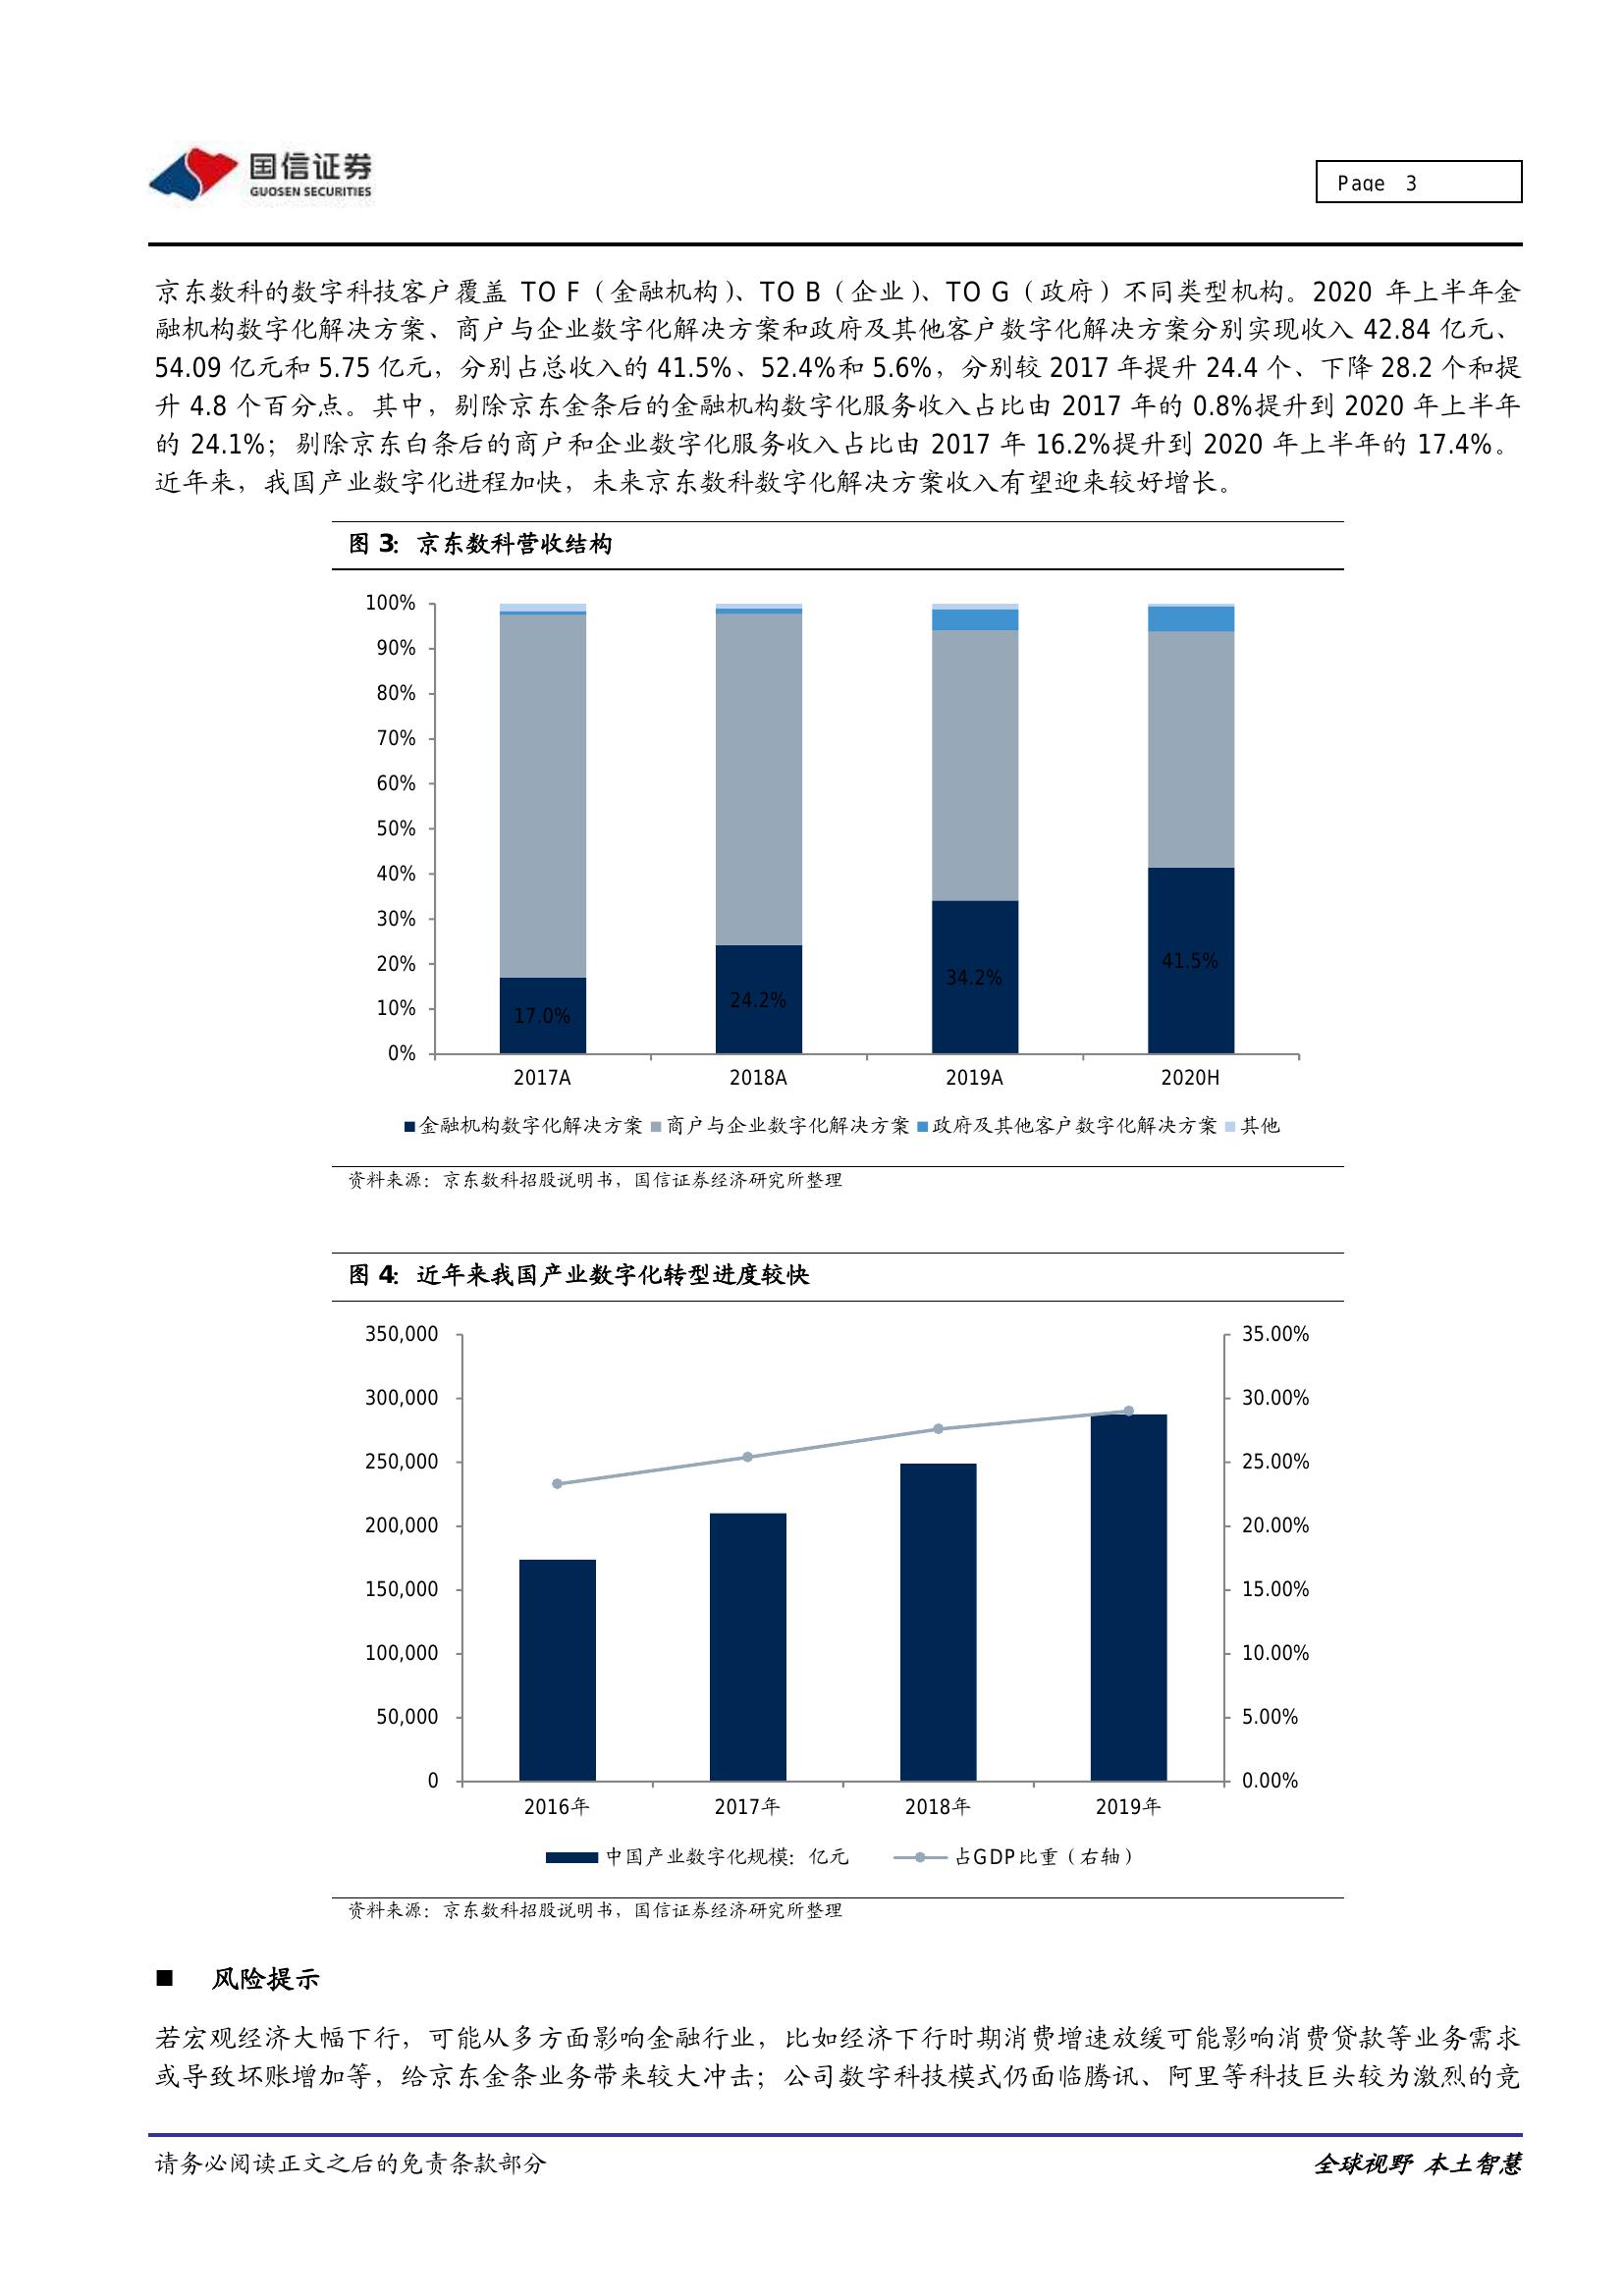 国信证券
GUOSEN SECURITIES
Page 3
京东数科的数字科技客户覆盖 TO F（金融机构）、TO B（企业）、TO G（政府）不同类型机构。2020 年上半年金
融机构数字化解决方案、商户与企业数字化解决方案和政府及其他客户数字化解决方案分别实现收入 42.84 亿元、
54.09 亿元和 5.75 亿元，分别占总收入的 41.5%、52.4%和 5.6%，分别较 2017 年提升 24.4 个、下降 28.2 个和提
升 4.8 个百分点。其中，剔除京东金条后的金融机构数字化服务收入占比由 2017 年的 0.8%提升到 2020 年上半年
的 24.1%；剔除京东白条后的商户和企业数字化服务收入占比由 2017 年 16.2%提升到 2020 年上半年的 17.4%。
近年来，我国产业数字化进程加快，未来京东数科数字化解决方案收入有望迎来较好增长。
图 3：京东数科营收结构
100%
90%
80%
70%
60%
50%
40%
30%
20%
10%
0%
17.0%
24.2%
34.2%
41.5%
2017A 2018A 2019A 2020H
金融机构数字化解决方案 商户与企业数字化解决方案 政府及其他客户数字化解决方案 其他
资料来源：京东数科招股说明书，国信证券经济研究所整理
图 4：近年来我国产业数字化转型进度较快
350,000 35.00%
300,000 30.00%
250,000 25.00%
200,000 20.00%
150,000 15.00%
100,000 10.00%
50,000 5.00%
0 0.00%
2016年 2017年 2018年 2019年
中国产业数字化规模：亿元 占GDP比重（右轴）
资料来源：京东数科招股说明书，国信证券经济研究所整理
■ 风险提示
若宏观经济大幅下行，可能从多方面影响金融行业，比如经济下行时期消费增速放缓可能影响消费贷款等业务需求
或导致坏账增加等，给京东金条业务带来较大冲击；公司数字科技模式仍面临腾讯、阿里等科技巨头较为激烈的竞
请务必阅读正文之后的免责条款部分
全球视野 本土智慧